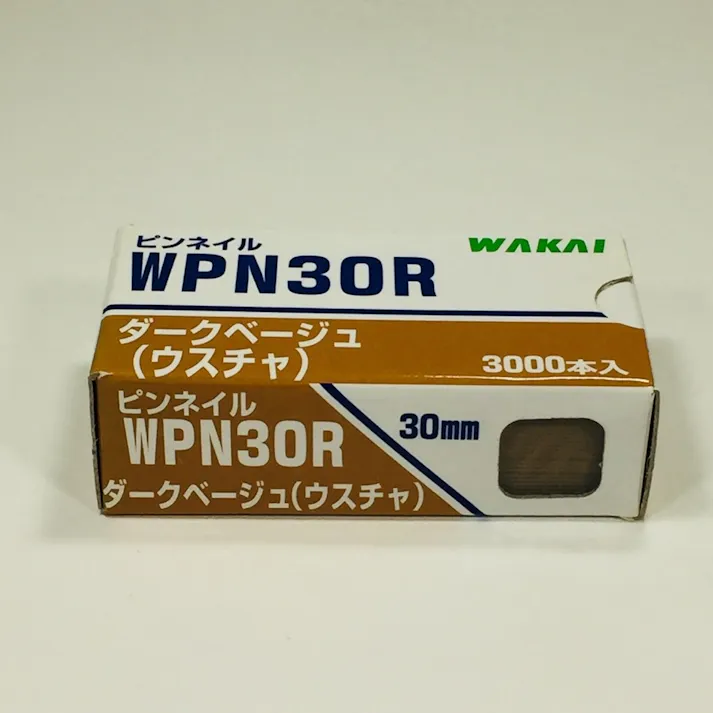 ピンネイル
WAKAI
WPN30R
ダークベージュ
(ウスチャ)
3000本入
ピンネイル
WPN30R
30mm
ダークベージュ(ウスチャ)